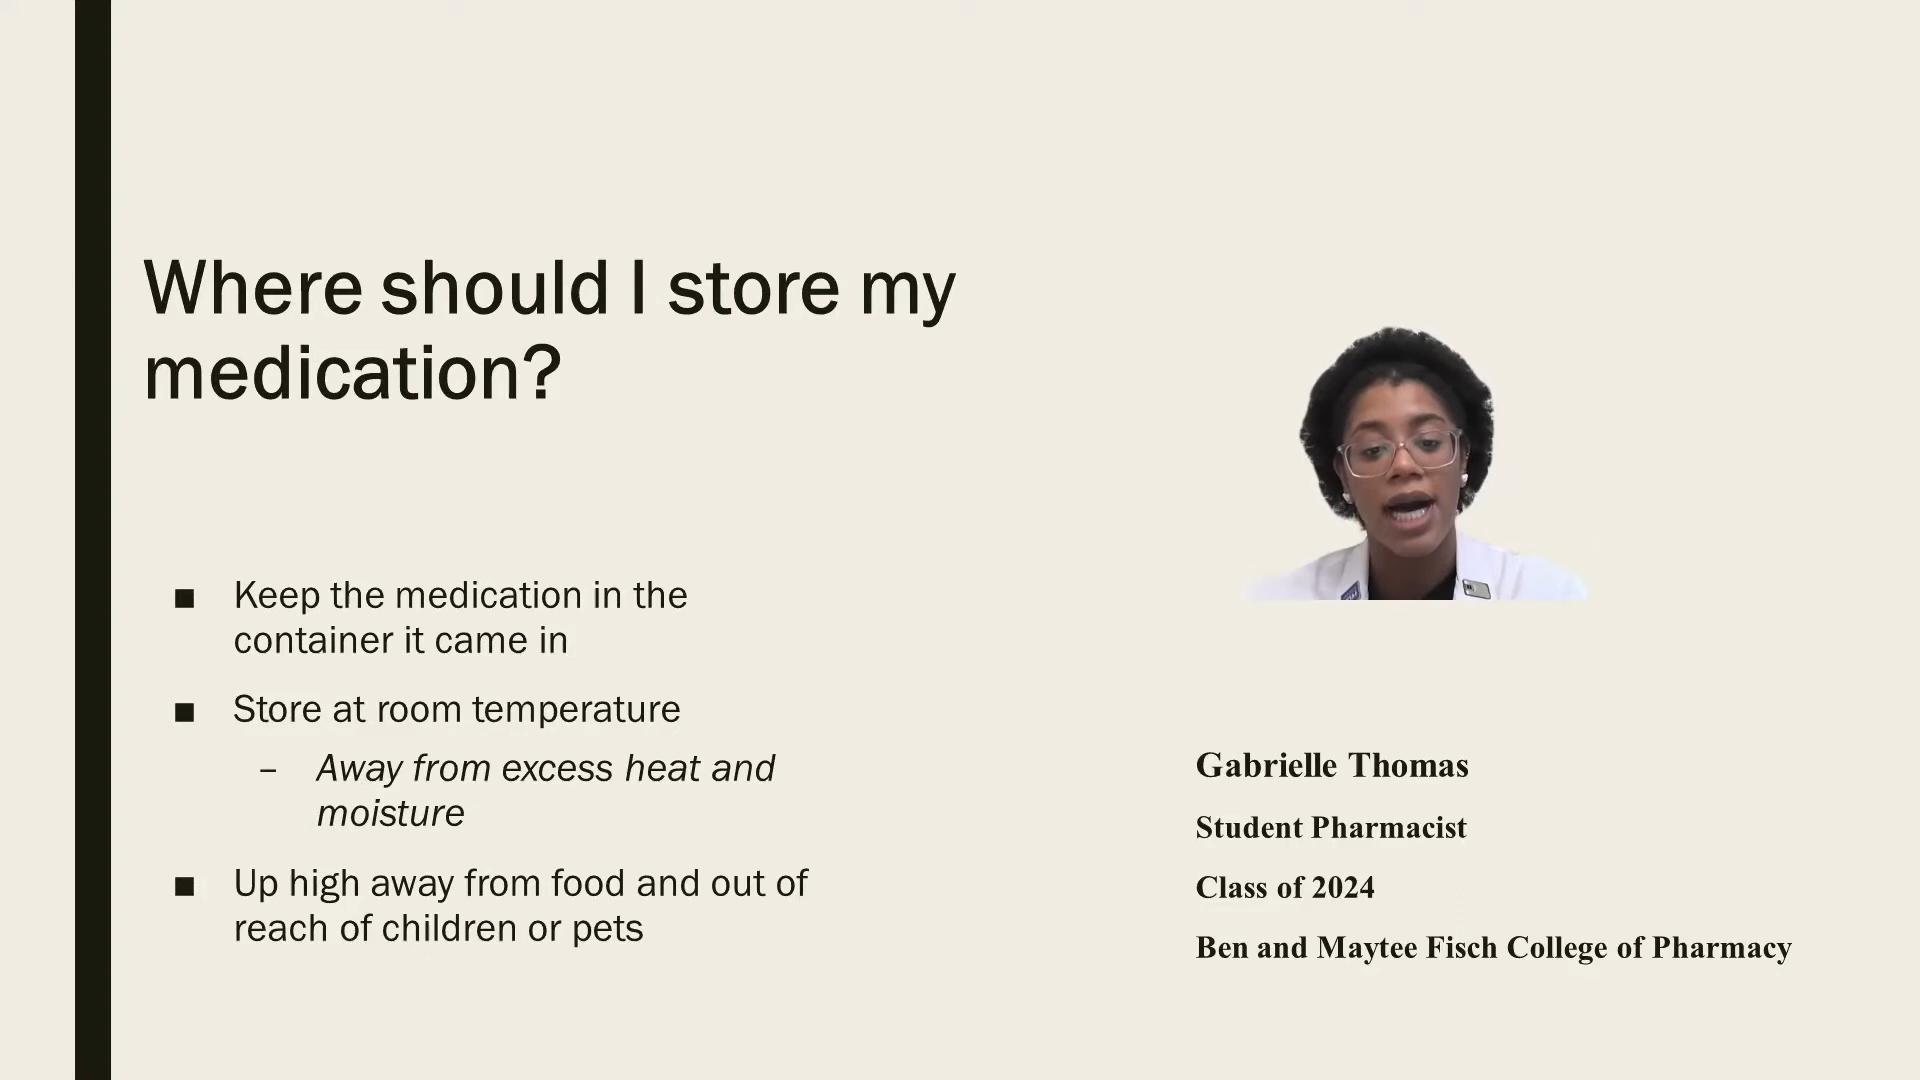 Where should I store my
medication?
■ Keep the medication in the
container it came in
■ Store at room temperature
– Away from excess heat and
moisture
■ Up high away from food and out of
reach of children or pets
Gabrielle Thomas
Student Pharmacist
Class of 2024
Ben and Maytee Fisch College of Pharmacy